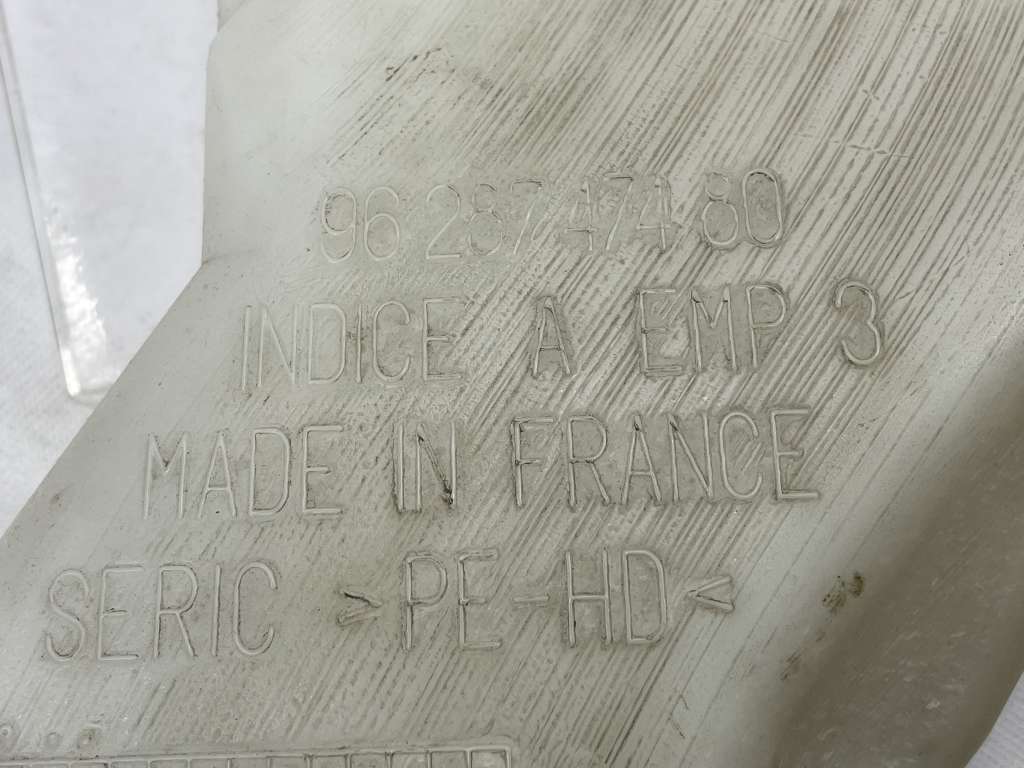 96 287 474 80
INDICE A EMP 3
MADE IN FRANCE
SERIC >PE-HD<